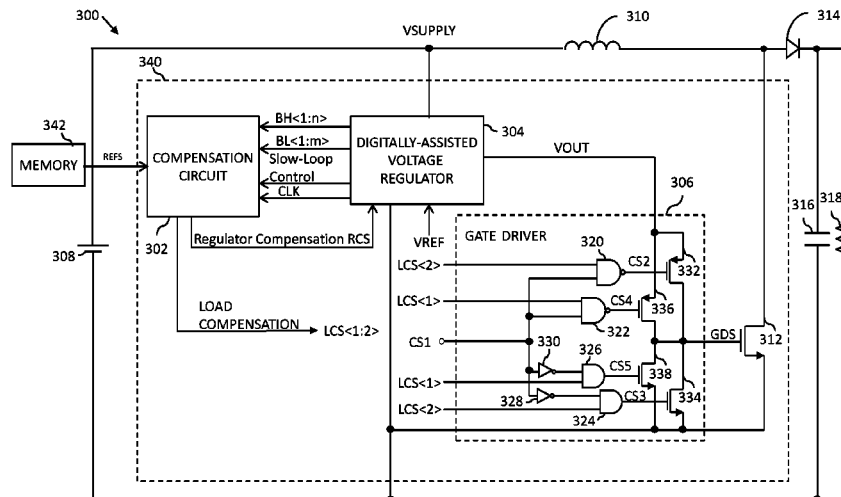 300
VSUPPLY
310
314
340
342
MEMORY
REFS
COMPENSATION
CIRCUIT
302
BH<1:n>
BL<1:m>
Slow-Loop
Control
CLK
DIGITALLY-ASSISTED
VOLTAGE
REGULATOR
304
VOUT
306
Regulator Compensation RCS
VREF
GATE DRIVER
308
LOAD
COMPENSATION
LCS<1:2>
LCS<2>
320
CS2
332
LCS<1>
CS4
336
322
CS1
330
326
GDS
312
LCS<1>
CS5
338
328
LCS<2>
324
CS3
334
316
318